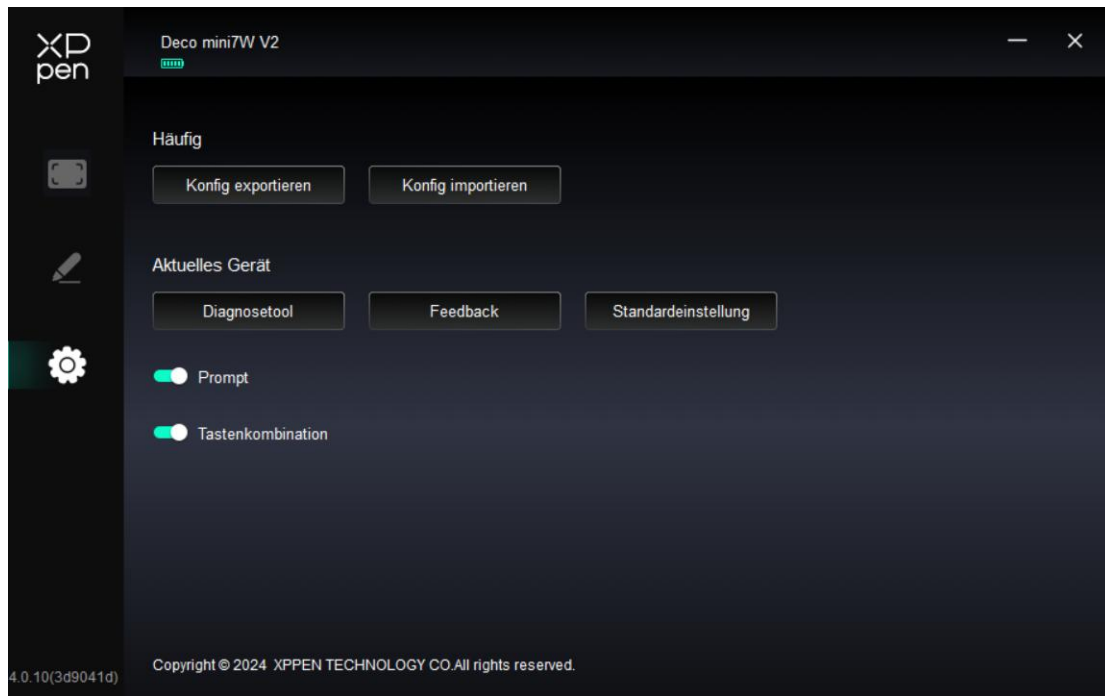 XP
pen
Deco mini7W V2
Häufig
Konfig exportieren
Konfig importieren
Aktuelles Gerät
Diagnosetool
Feedback
Standardeinstellung
Prompt
Tastenkombination
4.0.10(3d9041d)
Copyright © 2024 XPPEN TECHNOLOGY CO.All rights reserved.